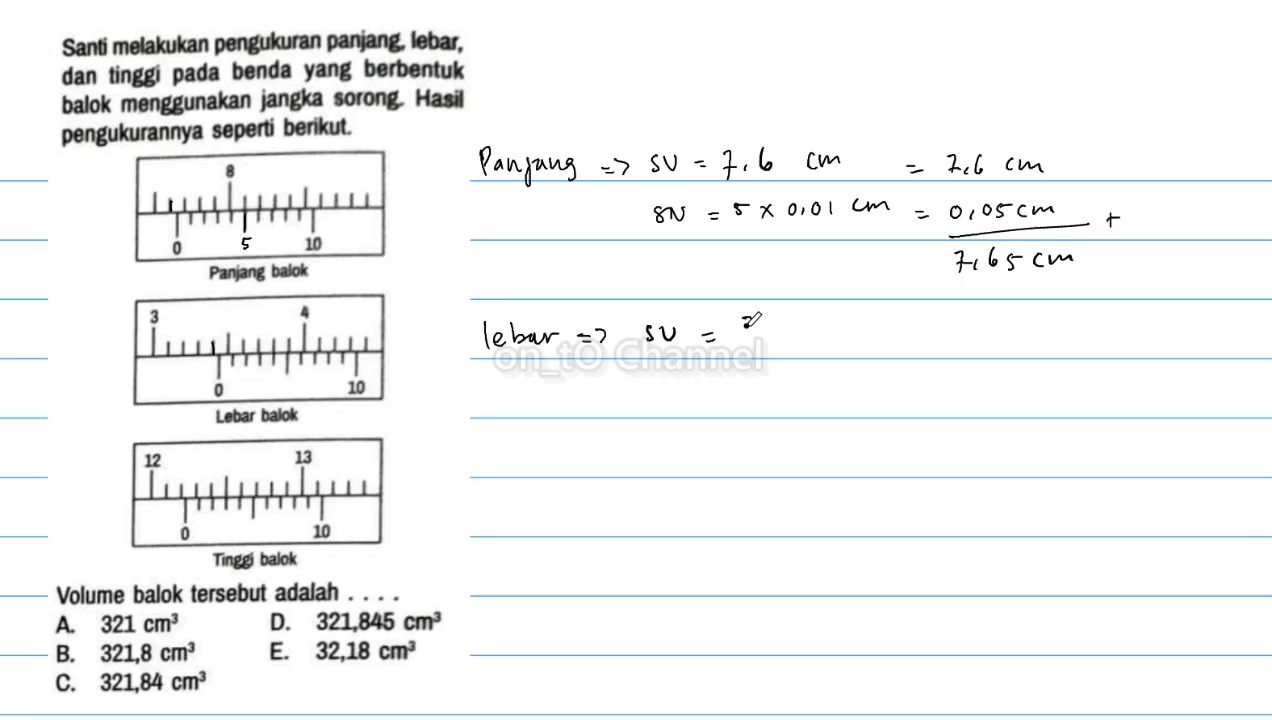 Santi melakukan pengukuran panjang, lebar,
dan tinggi pada benda yang berbentuk
balok menggunakan jangka sorong. Hasil
pengukurannya seperti berikut.
8
0 5 10
Panjang balok
3 4
0 10
Lebar balok
12 13
0 10
Tinggi balok
Volume balok tersebut adalah . . . .
A. 321 cm³
B. 321,8 cm³
C. 321,84 cm³
D. 321,845 cm³
E. 32,18 cm³
Panjang => SU = 7,6 cm = 7,6 cm
SN = 5 x 0,01 cm = 0,05 cm +
7,65 cm
lebar => SU =
on_tO Channel